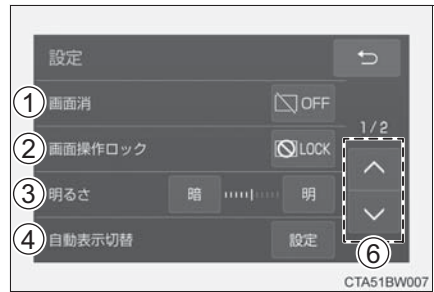 設定
① 画面消 OFF
1/2
② 画面操作ロック LOCK
③ 明るさ 暗 明
④ 自動表示切替 設定
⑥
CTA51BW007